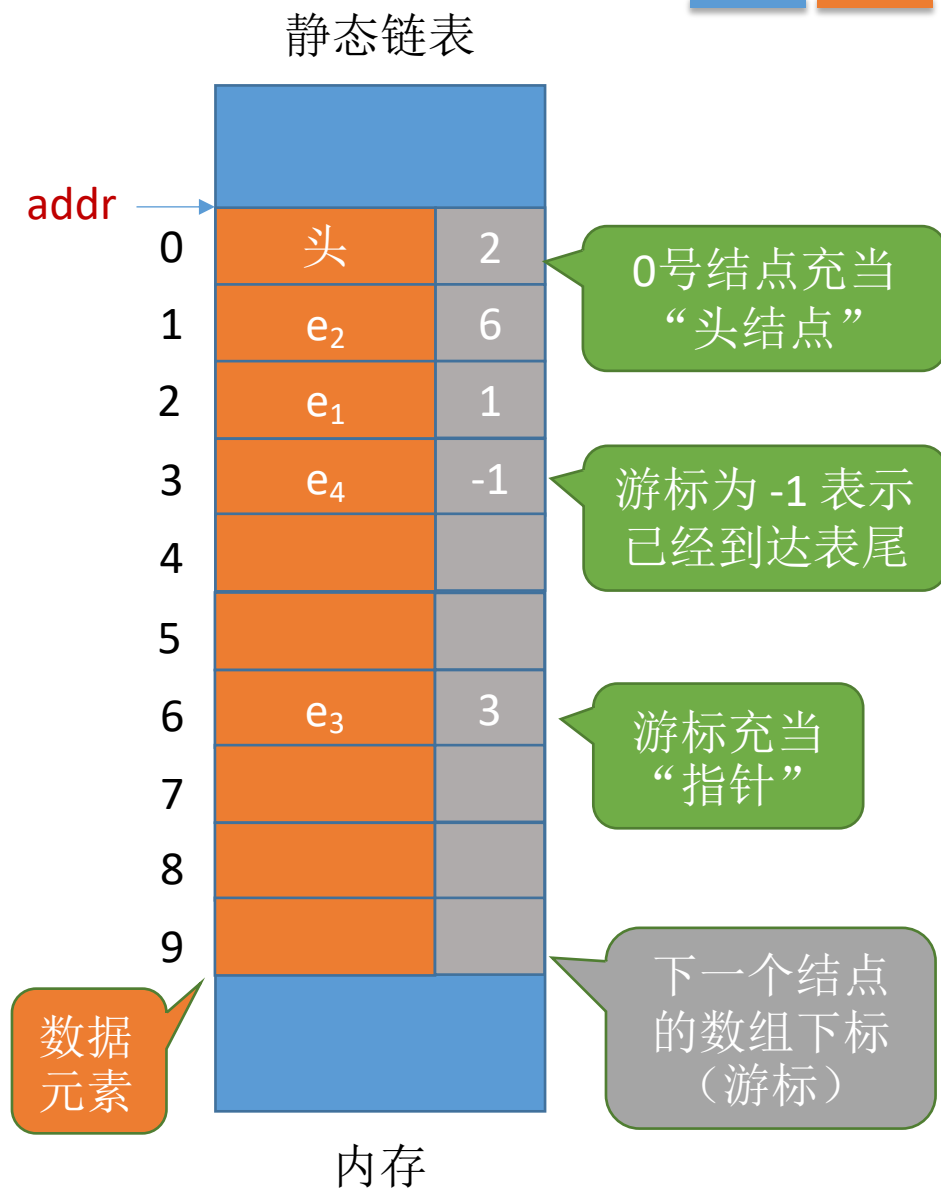 静态链表
addr
0 头 2
0号结点充当
“头结点”
1 e₂ 6
2 e₁ 1
3 e₄ -1
游标为 -1 表示
已经到达表尾
4
5
6 e₃ 3
游标充当
“指针”
7
8
9
数据
元素
下一个结点
的数组下标
（游标）
内存